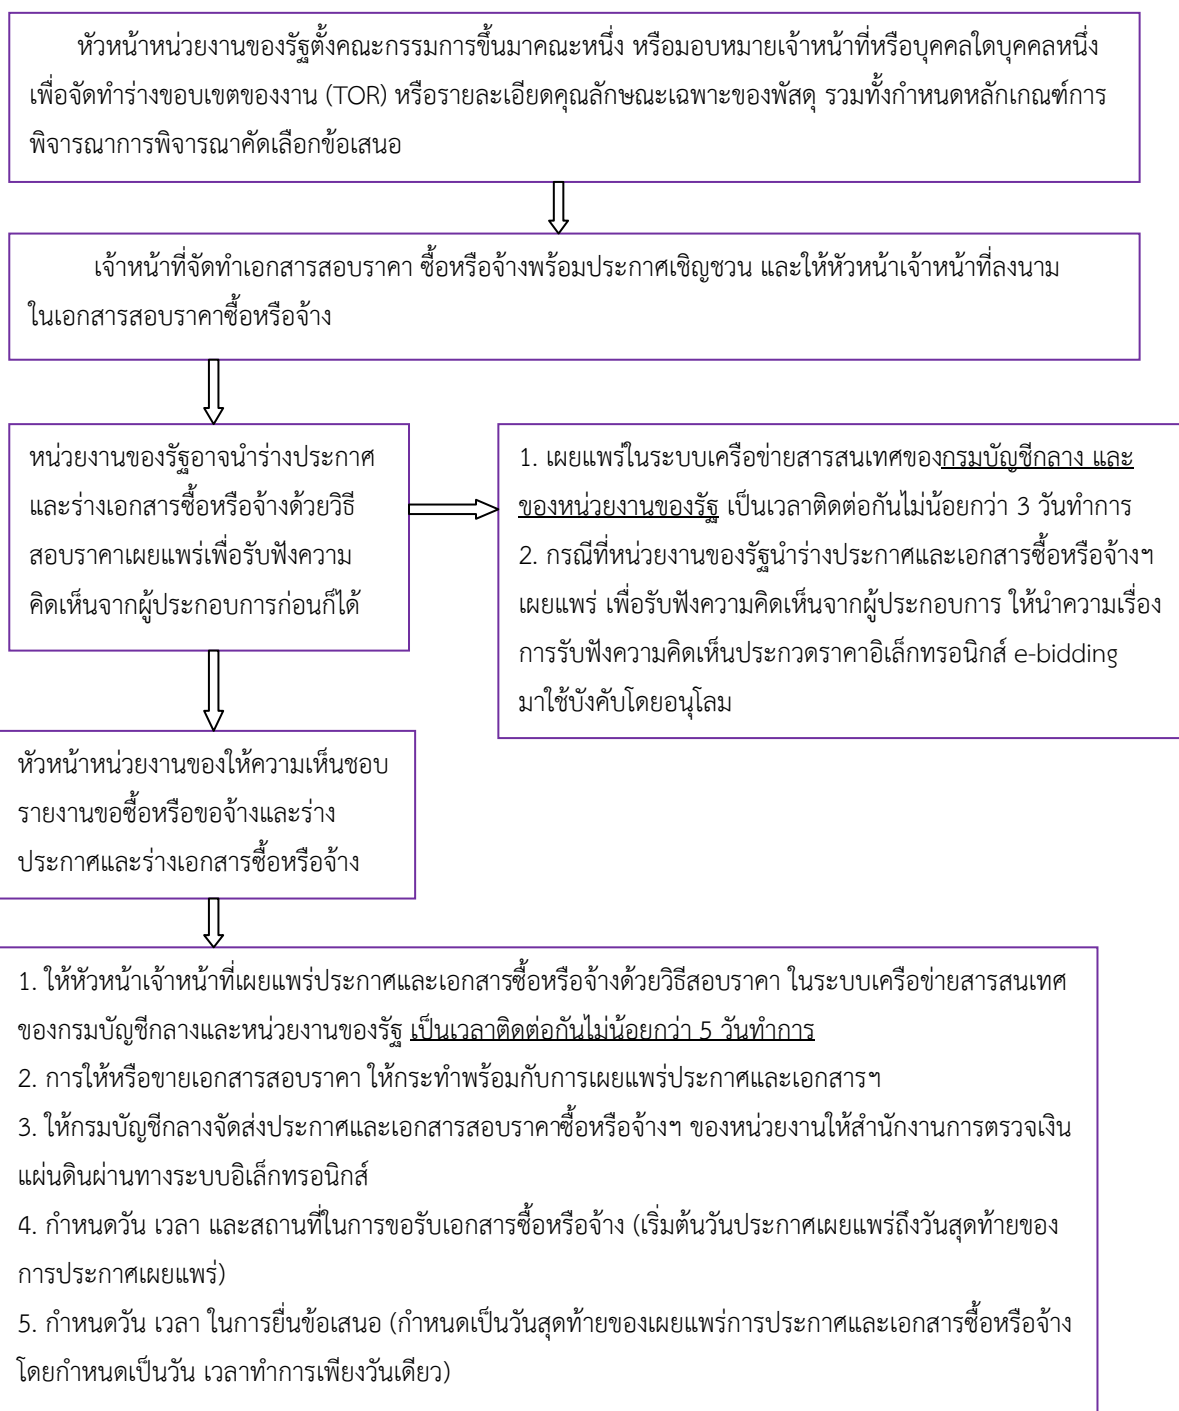 หัวหน้าหน่วยงานของรัฐตั้งคณะกรรมการขึ้นมาคณะหนึ่ง หรือมอบหมายเจ้าหน้าที่หรือบุคคลใดบุคคลหนึ่ง
เพื่อจัดทำร่างขอบเขตของงาน (TOR) หรือรายละเอียดคุณลักษณะเฉพาะของพัสดุ รวมทั้งกำหนดหลักเกณฑ์การ
พิจารณาการพิจารณาคัดเลือกข้อเสนอ
เจ้าหน้าที่จัดทำเอกสารสอบราคา ซื้อหรือจ้างพร้อมประกาศเชิญชวน และให้หัวหน้าเจ้าหน้าที่ลงนาม
ในเอกสารสอบราคาซื้อหรือจ้าง
หน่วยงานของรัฐอาจนำร่างประกาศ
และร่างเอกสารซื้อหรือจ้างด้วยวิธี
สอบราคาเผยแพร่เพื่อรับฟังความ
คิดเห็นจากผู้ประกอบการก่อนก็ได้
1. เผยแพร่ในระบบเครือข่ายสารสนเทศของกรมบัญชีกลาง และ
ของหน่วยงานของรัฐ เป็นเวลาติดต่อกันไม่น้อยกว่า 3 วันทำการ
2. กรณีที่หน่วยงานของรัฐนำร่างประกาศและเอกสารซื้อหรือจ้างฯ
เผยแพร่ เพื่อรับฟังความคิดเห็นจากผู้ประกอบการ ให้นำความเรื่อง
การรับฟังความคิดเห็นประกวดราคาอิเล็กทรอนิกส์ e-bidding
มาใช้บังคับโดยอนุโลม
หัวหน้าหน่วยงานของให้ความเห็นชอบ
รายงานขอซื้อหรือขอจ้างและร่าง
ประกาศและร่างเอกสารซื้อหรือจ้าง
1. ให้หัวหน้าเจ้าหน้าที่เผยแพร่ประกาศและเอกสารซื้อหรือจ้างด้วยวิธีสอบราคา ในระบบเครือข่ายสารสนเทศ
ของกรมบัญชีกลางและหน่วยงานของรัฐ เป็นเวลาติดต่อกันไม่น้อยกว่า 5 วันทำการ
2. การให้หรือขายเอกสารสอบราคา ให้กระทำพร้อมกับการเผยแพร่ประกาศและเอกสารฯ
3. ให้กรมบัญชีกลางจัดส่งประกาศและเอกสารสอบราคาซื้อหรือจ้างฯ ของหน่วยงานให้สำนักงานการตรวจเงิน
แผ่นดินผ่านทางระบบอิเล็กทรอนิกส์
4. กำหนดวัน เวลา และสถานที่ในการขอรับเอกสารซื้อหรือจ้าง (เริ่มต้นวันประกาศเผยแพร่ถึงวันสุดท้ายของ
การประกาศเผยแพร่)
5. กำหนดวัน เวลา ในการยื่นข้อเสนอ (กำหนดเป็นวันสุดท้ายของเผยแพร่การประกาศและเอกสารซื้อหรือจ้าง
โดยกำหนดเป็นวัน เวลาทำการเพียงวันเดียว)